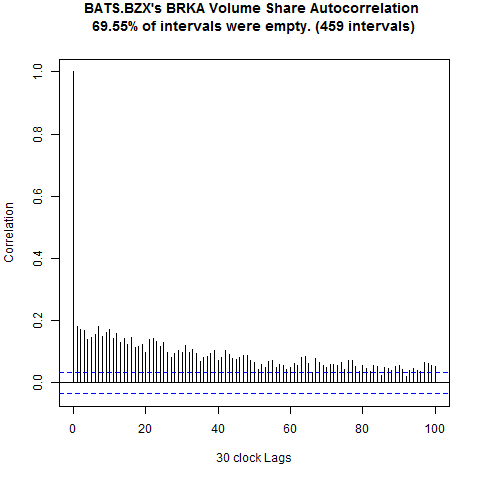 BATS.BZX's BRKA Volume Share Autocorrelation
69.55% of intervals were empty. (459 intervals)
Correlation
1.0
0.8
0.6
0.4
0.2
0.0
0 20 40 60 80 100
30 clock Lags